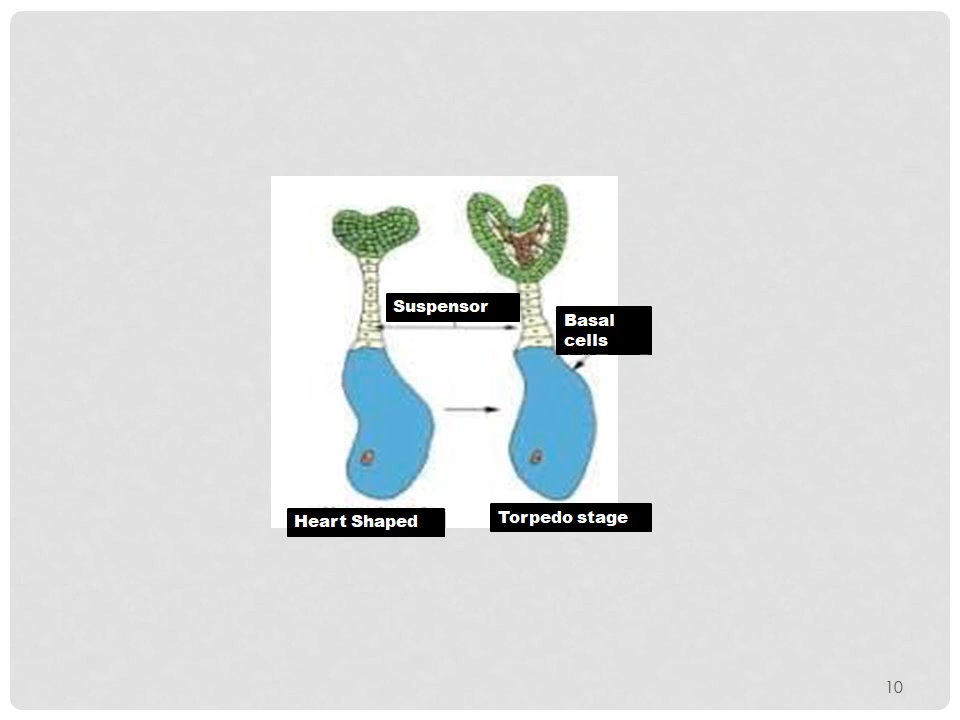 Suspensor
Basal
cells
Heart Shaped
Torpedo stage
10